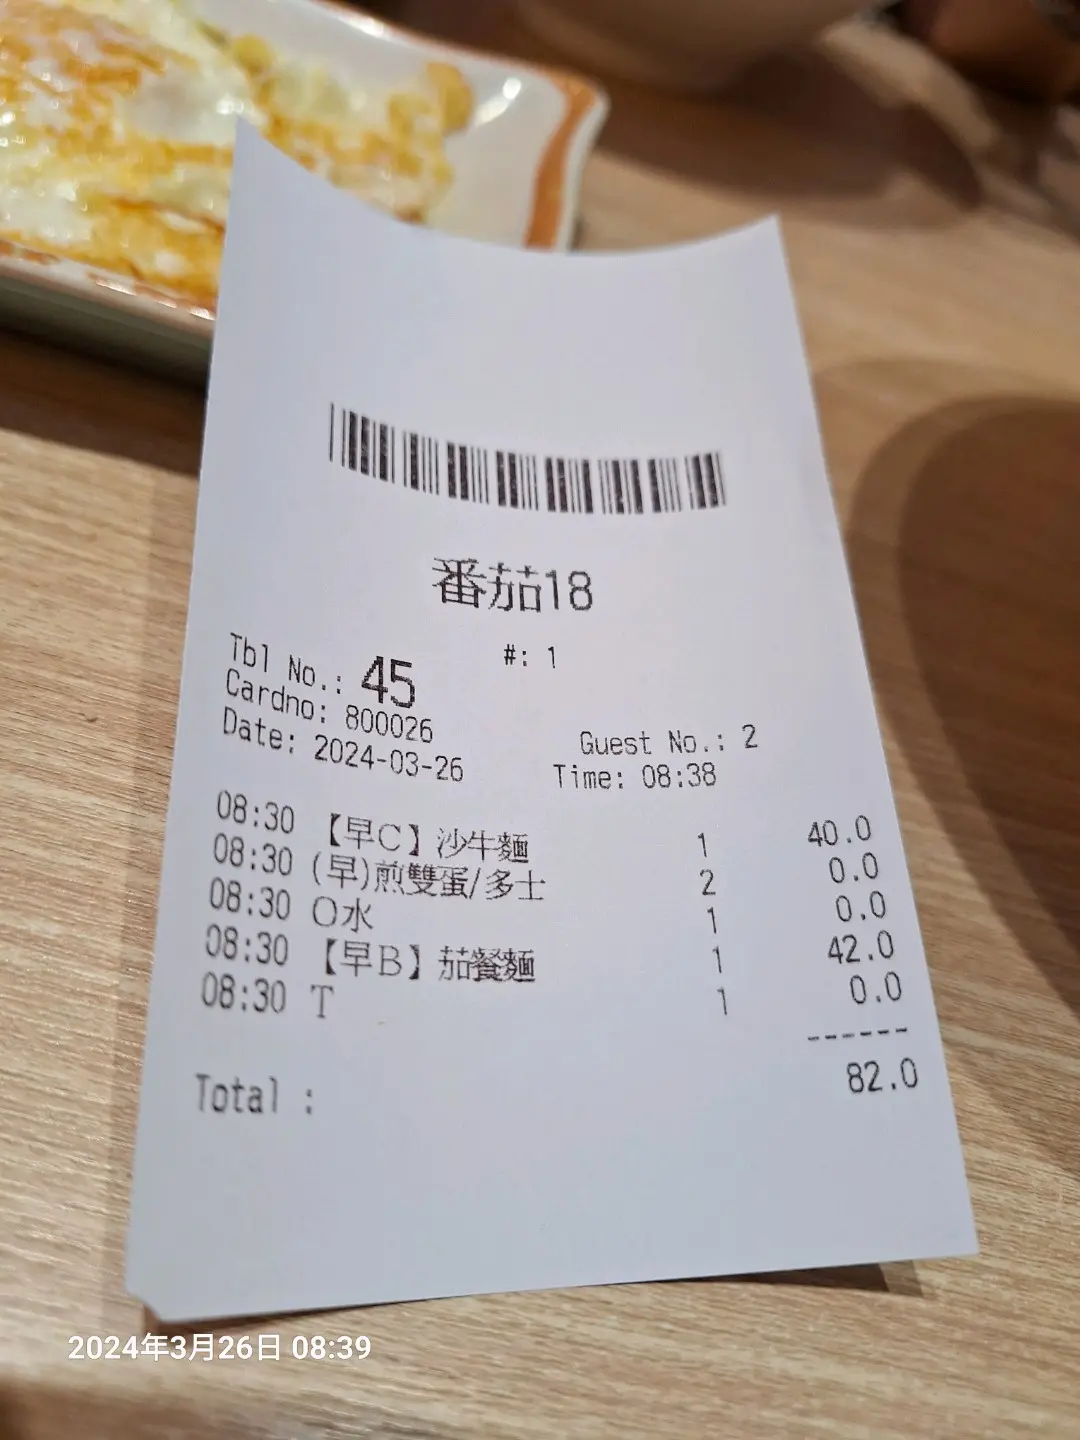 番茄18
#: 1
Tbl No.: 45
Cardno: 800026 Guest No.: 2
Date: 2024-03-26 Time: 08:38
08:30 【早C】沙牛麵 1 40.0
08:30 (早)煎雙蛋/多士 2 0.0
08:30 O水 1 0.0
08:30 【早B】茄餐麵 1 42.0
08:30 T 1 0.0
------
Total : 82.0
2024年3月26日 08:39